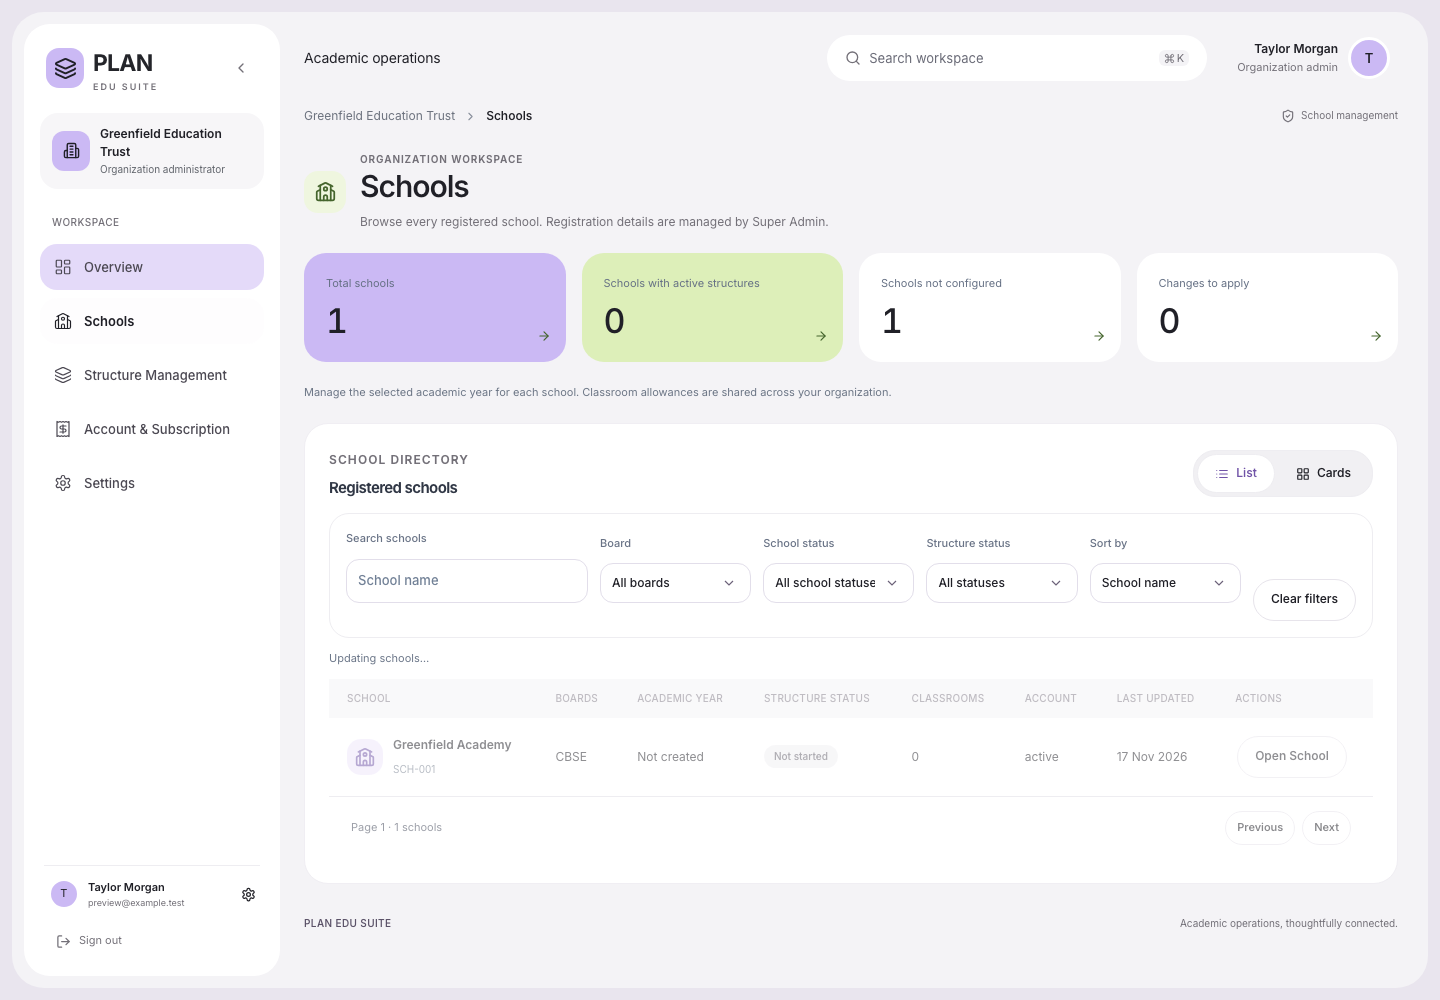 PLAN
EDU SUITE
Greenfield Education
Trust
Organization administrator
WORKSPACE
Overview
Schools
Structure Management
Account & Subscription
Settings
Taylor Morgan
preview@example.test
Sign out
Academic operations
Search workspace
⌘K
Taylor Morgan
Organization admin
T
Greenfield Education Trust > Schools
School management
ORGANIZATION WORKSPACE
Schools
Browse every registered school. Registration details are managed by Super Admin.
Total schools
1
Schools with active structures
0
Schools not configured
1
Changes to apply
0
Manage the selected academic year for each school. Classroom allowances are shared across your organization.
SCHOOL DIRECTORY
Registered schools
List
Cards
Search schools
School name
Board
All boards
School status
All school statuse
Structure status
All statuses
Sort by
School name
Clear filters
Updating schools...
SCHOOL BOARDS ACADEMIC YEAR STRUCTURE STATUS CLASSROOMS ACCOUNT LAST UPDATED ACTIONS
Greenfield Academy
SCH-001
CBSE
Not created
Not started
0
active
17 Nov 2026
Open School
Page 1 · 1 schools
Previous
Next
PLAN EDU SUITE
Academic operations, thoughtfully connected.
T